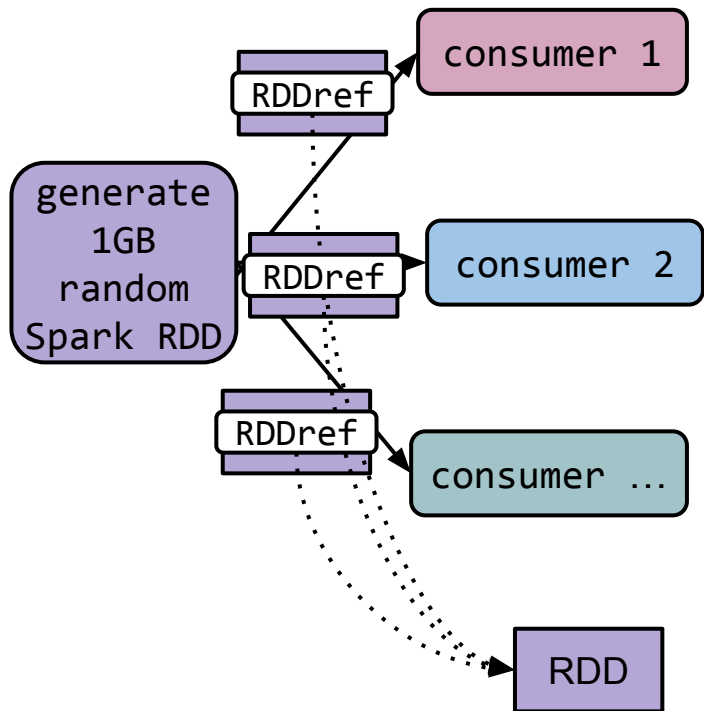 RDDref
consumer 1
generate
1GB
random
Spark RDD
RDDref
consumer 2
RDDref
consumer ...
RDD